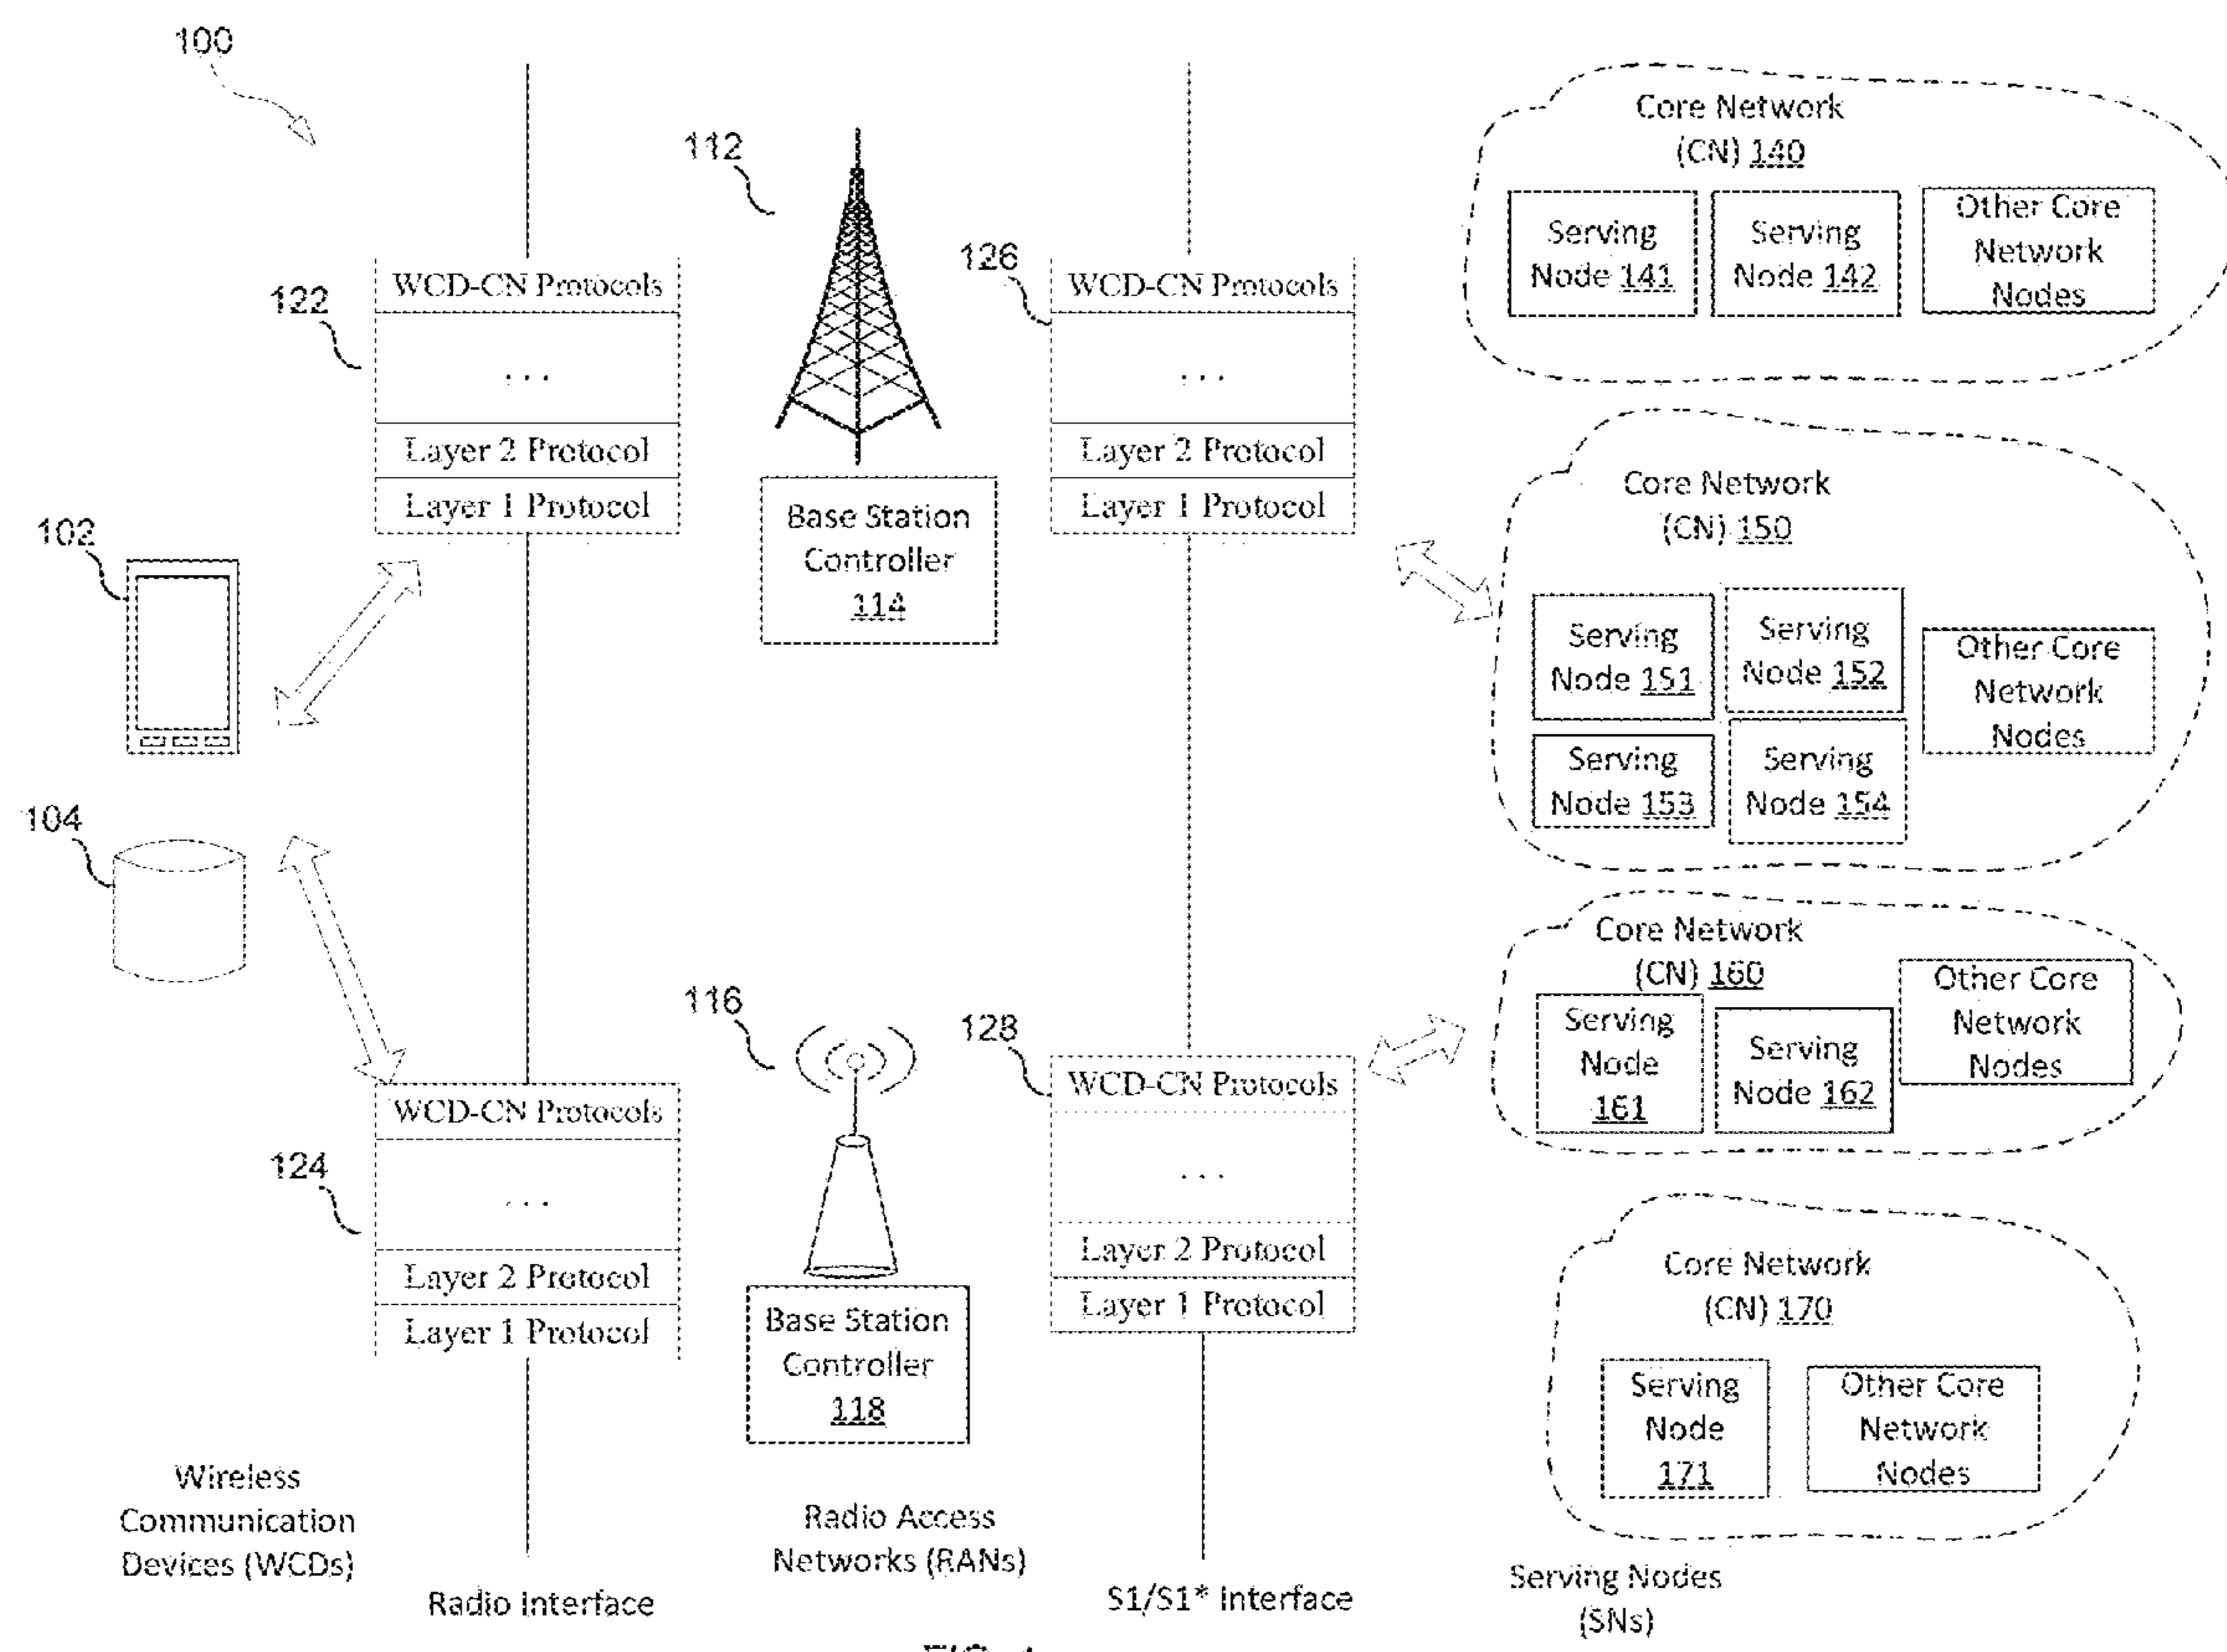 100
112
122
WCD-CN Protocols
. . .
Layer 2 Protocol
Layer 1 Protocol
Base Station
Controller
114
126
WCD-CN Protocols
. . .
Layer 2 Protocol
Layer 1 Protocol
Core Network
(CN) 140
Serving
Node 141
Serving
Node 142
Other Core
Network
Nodes
Core Network
(CN) 150
Serving
Node 151
Serving
Node 152
Serving
Node 153
Serving
Node 154
Other Core
Network
Nodes
102
104
116
124
WCD-CN Protocols
. . .
Layer 2 Protocol
Layer 1 Protocol
Base Station
Controller
118
128
WCD-CN Protocols
. . .
Layer 2 Protocol
Layer 1 Protocol
Core Network
(CN) 160
Serving
Node
161
Serving
Node 162
Other Core
Network
Nodes
Core Network
(CN) 170
Serving
Node
171
Other Core
Network
Nodes
Wireless
Communication
Devices (WCDs)
Radio Interface
Radio Access
Networks (RANs)
S1/S1* Interface
Serving Nodes
(SNs)